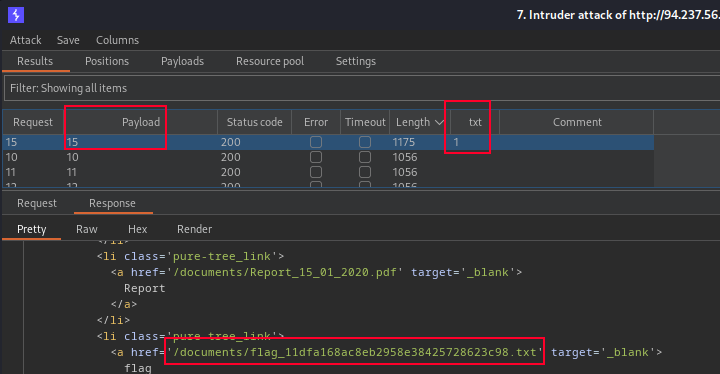 7. Intruder attack of http://94.237.56.
Attack Save Columns
Results Positions Payloads Resource pool Settings
Filter: Showing all items
Request Payload Status code Error Timeout Length txt Comment
15 15 200 1175 1
10 10 200 1056
11 11 200 1056
12 12 200 1056
Request Response
Pretty Raw Hex Render
</li>
<li class='pure-tree_link'>
<a href='/documents/Report_15_01_2020.pdf' target='_blank'>
Report
</a>
</li>
<li class='pure-tree_link'>
<a href='/documents/flag_11dfa168ac8eb2958e38425728623c98.txt' target='_blank'>
flag